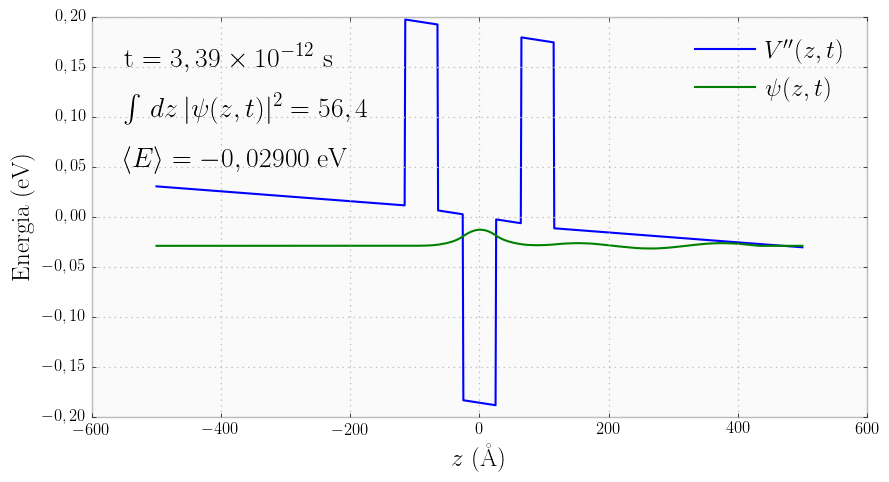 0,20
0,15
0,10
0,05
0,00
−0,05
−0,10
−0,15
−0,20
Energia (eV)
t = 3,39 × 10⁻¹² s
∫ dz |ψ(z,t)|² = 56,4
⟨E⟩ = −0,02900 eV
V′′(z,t)
ψ(z,t)
−600 −400 −200 0 200 400 600
z (Å)